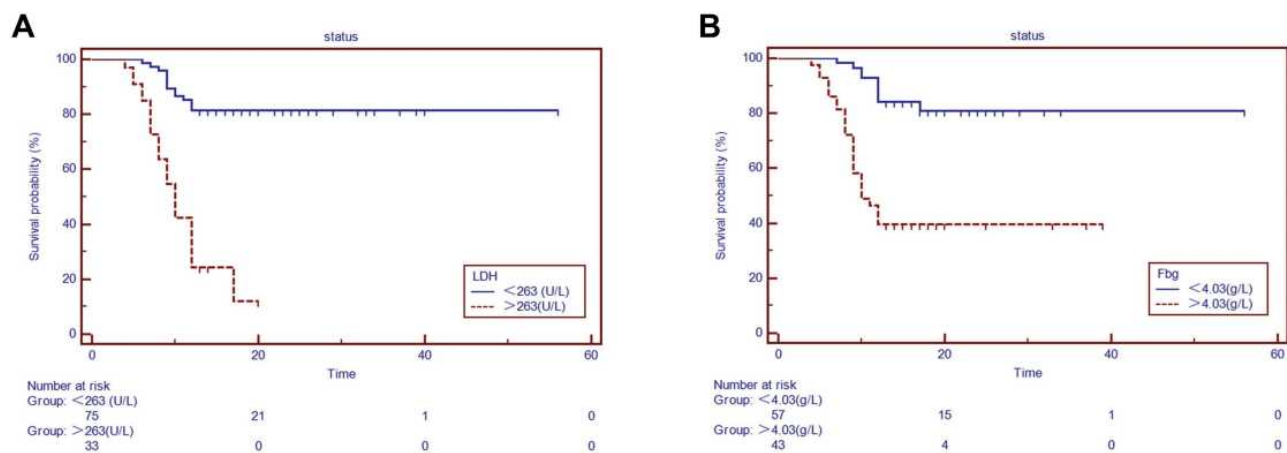 A
status
100
80
60
40
20
0
Survival probability (%)
LDH
＜263 (U/L)
＞263(U/L)
0 20 40 60
Time
Number at risk
Group: ＜263 (U/L)
75 21 1 0
Group: ＞263(U/L)
33 0 0 0
B
status
100
80
60
40
20
0
Survival probability (%)
Fbg
＜4.03(g/L)
＞4.03(g/L)
0 20 40 60
Time
Number at risk
Group: ＜4.03(g/L)
57 15 1 0
Group: ＞4.03(g/L)
43 4 0 0